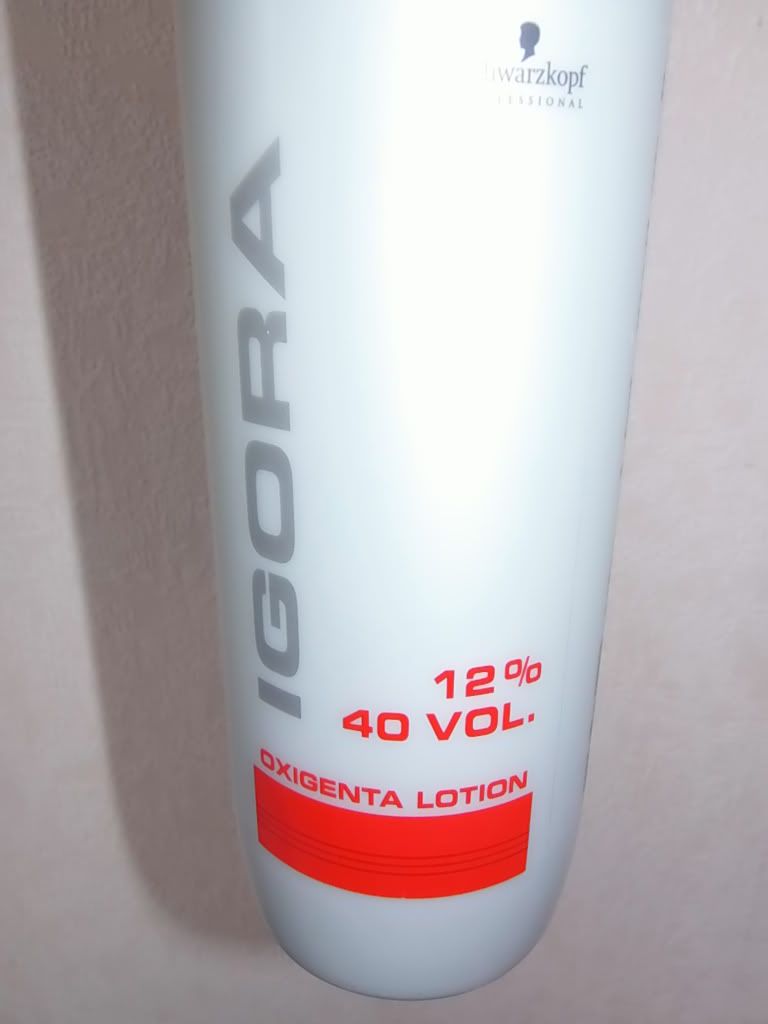 IGORA
12%
40 VOL.
OXIGENTA LOTION